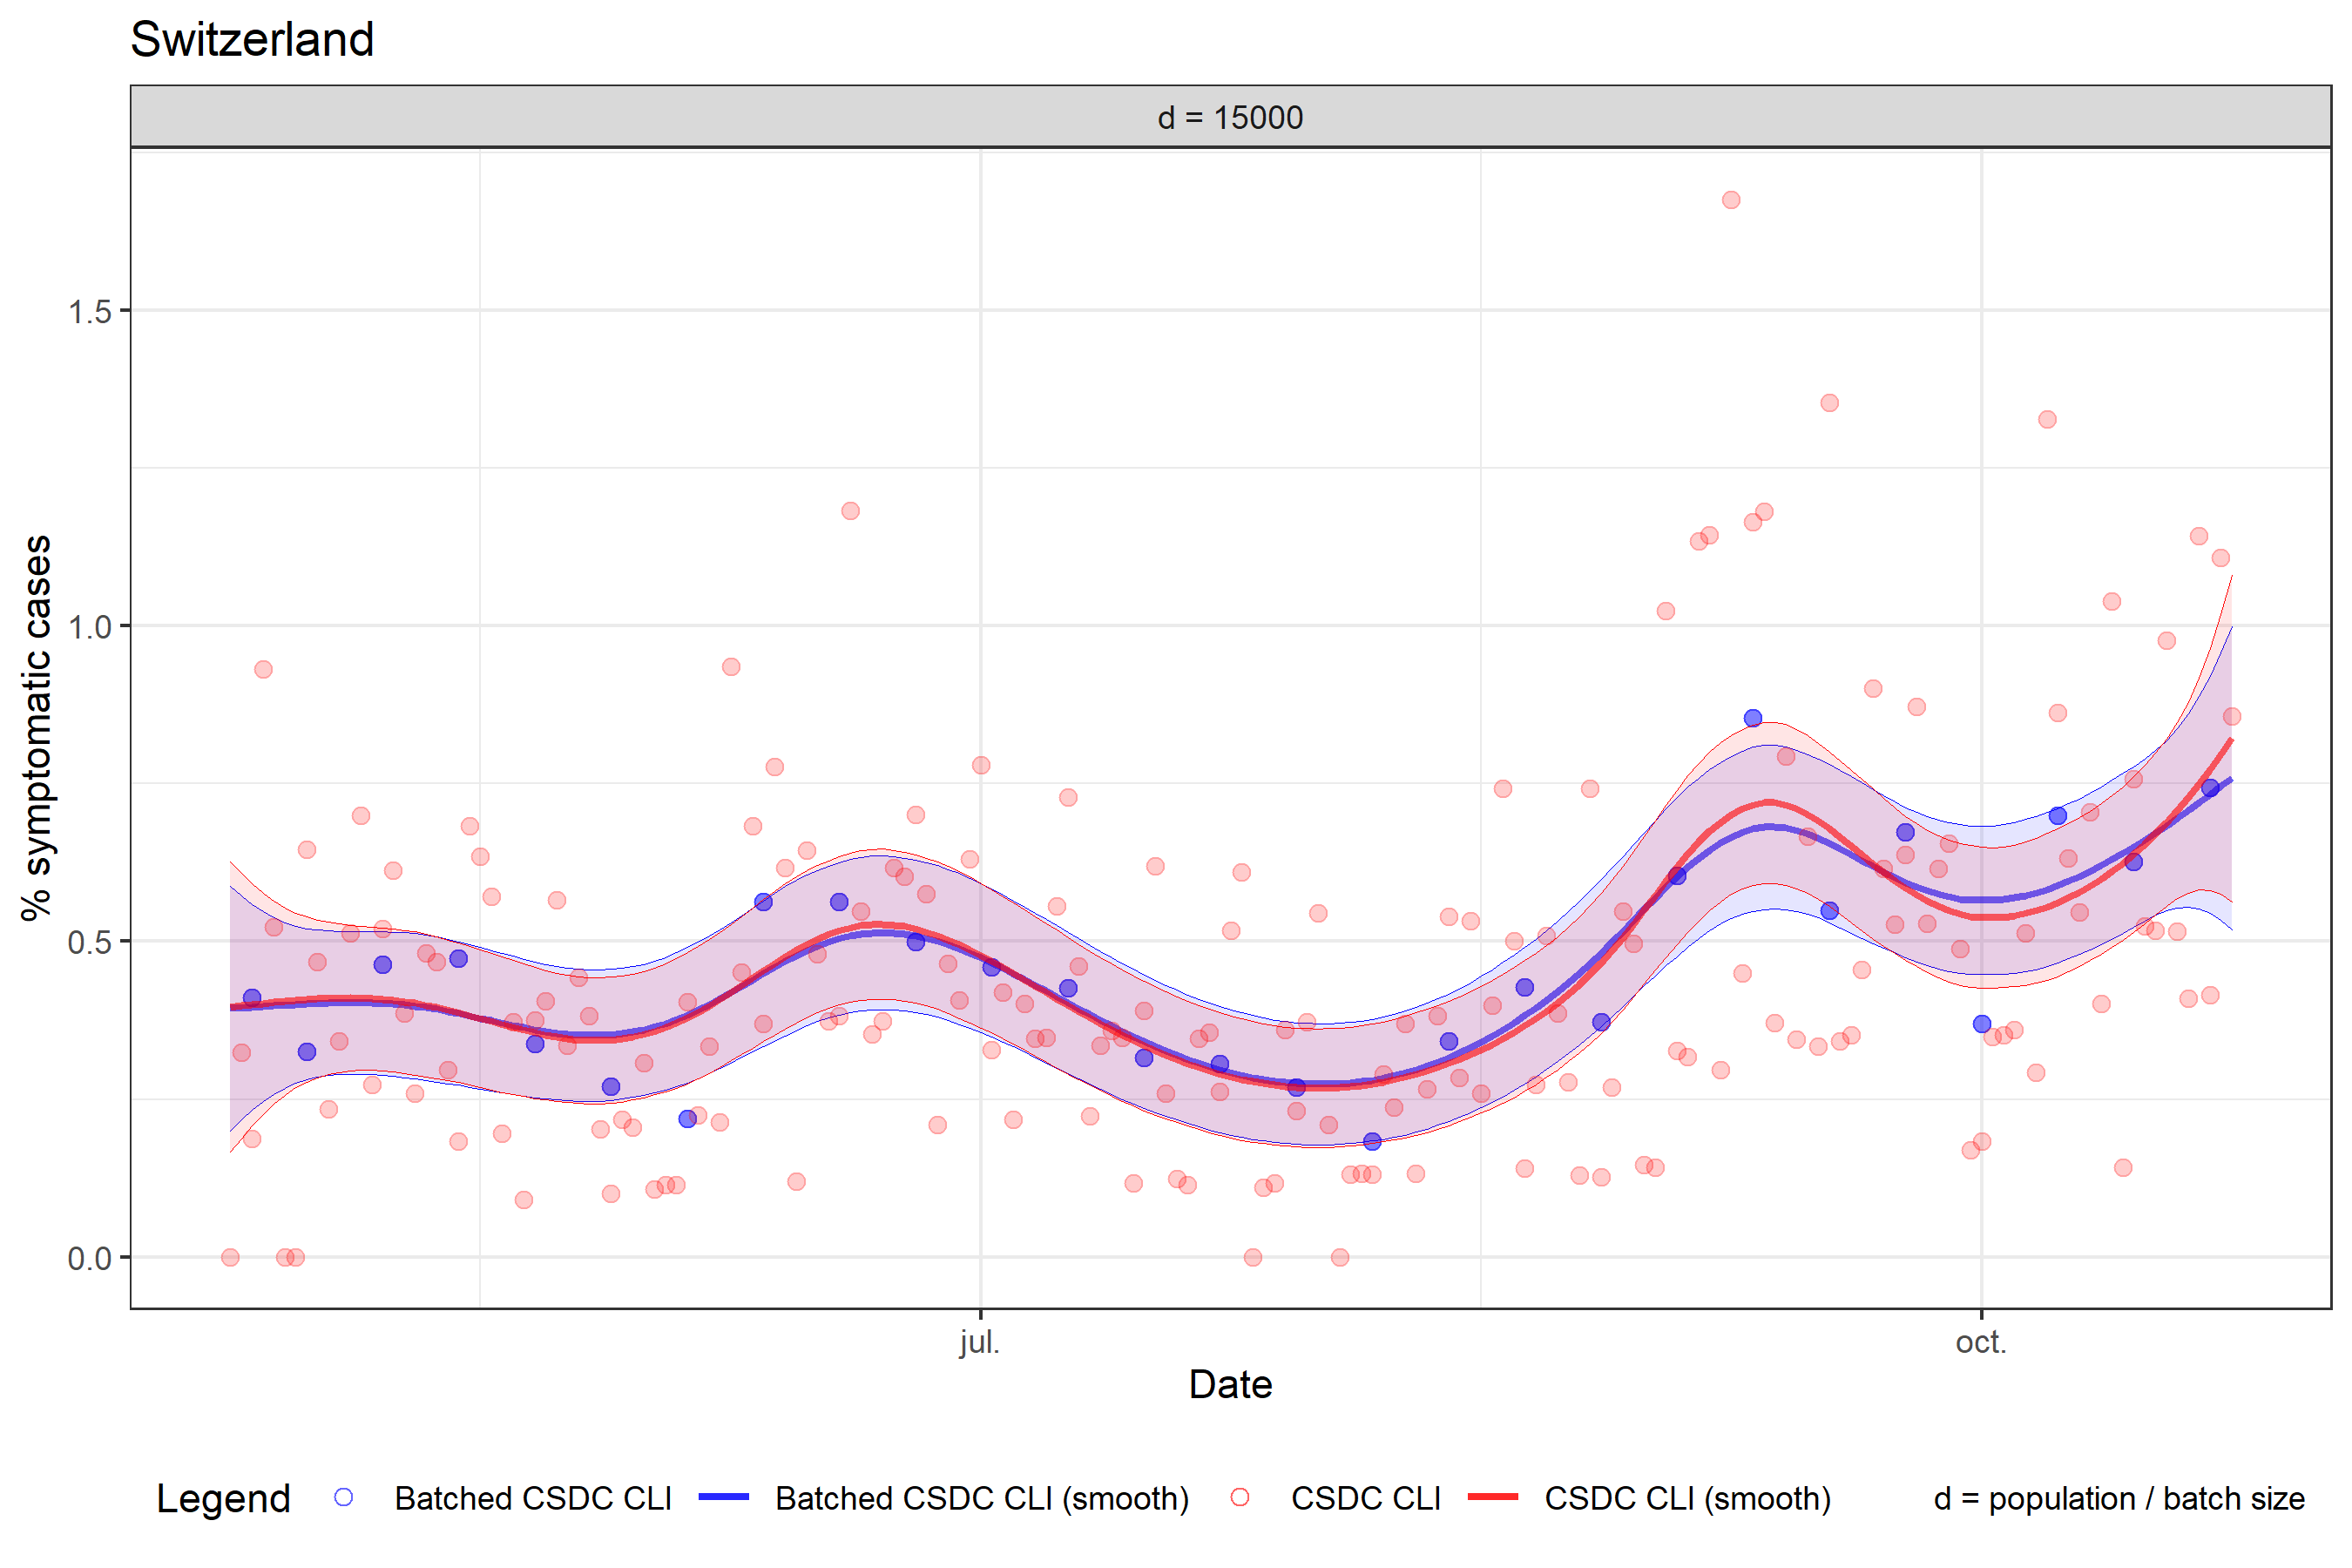 Switzerland
d = 15000
% symptomatic cases
1.5
1.0
0.5
0.0
jul.
oct.
Date
Legend
Batched CSDC CLI
Batched CSDC CLI (smooth)
CSDC CLI
CSDC CLI (smooth)
d = population / batch size